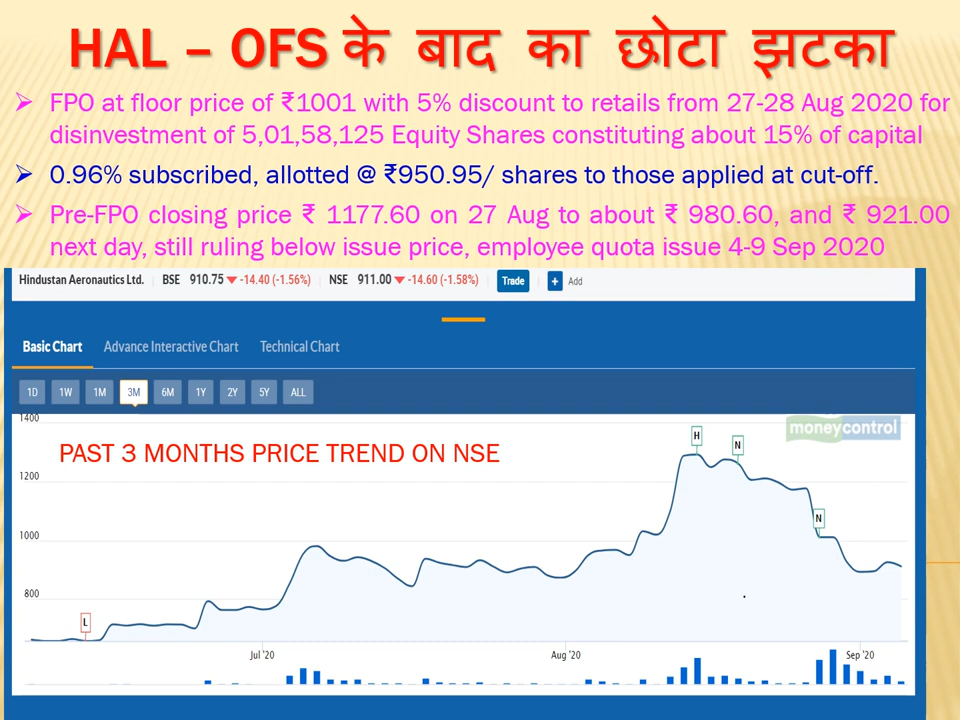 HAL – OFS के बाद का छोटा झटका
➢ FPO at floor price of ₹1001 with 5% discount to retails from 27-28 Aug 2020 for
disinvestment of 5,01,58,125 Equity Shares constituting about 15% of capital
➢ 0.96% subscribed, allotted @ ₹950.95/ shares to those applied at cut-off.
➢ Pre-FPO closing price ₹ 1177.60 on 27 Aug to about ₹ 980.60, and ₹ 921.00
next day, still ruling below issue price, employee quota issue 4-9 Sep 2020
Hindustan Aeronautics Ltd. BSE 910.75 ▼ -14.40 (-1.56%) NSE 911.00 ▼ -14.60 (-1.58%) Trade + Add
Basic Chart Advance Interactive Chart Technical Chart
1D 1W 1M 3M 6M 1Y 2Y 5Y ALL
1400
moneycontrol
PAST 3 MONTHS PRICE TREND ON NSE
H
N
1200
N
1000
800
L
Jul '20 Aug '20 Sep '20